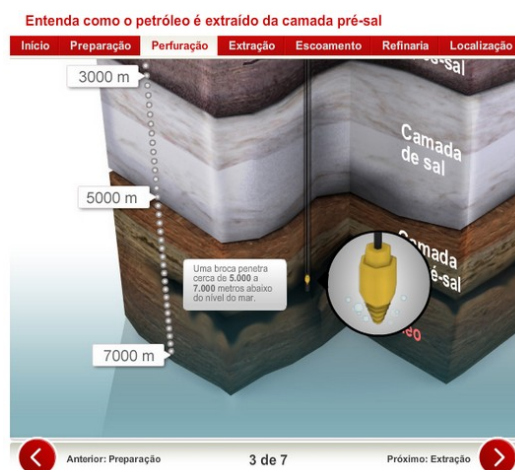 Entenda como o petróleo é extraído da camada pré-sal
Início Preparação Perfuração Extração Escoamento Refinaria Localização
3000 m
Camada
de sal
5000 m
Uma broca penetra
cerca de 5.000 a
7.000 metros abaixo
do nível do mar.
7000 m
Anterior: Preparação
3 de 7
Próximo: Extração